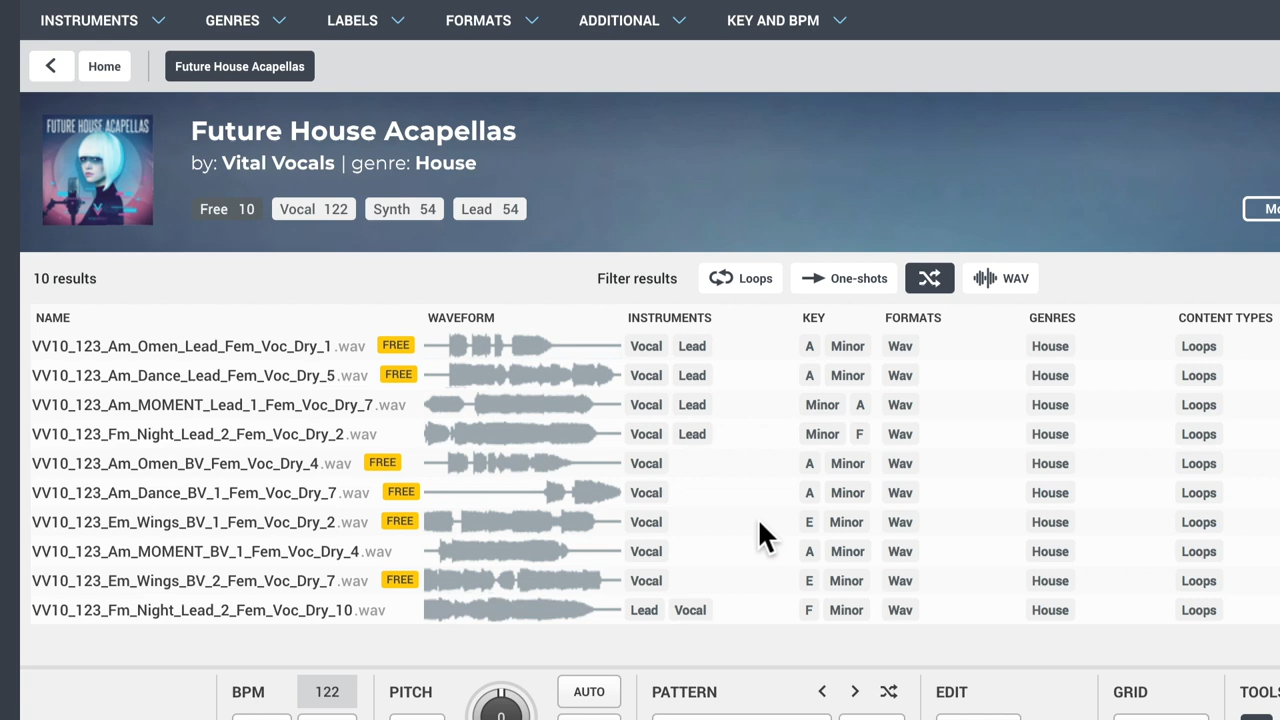 INSTRUMENTS GENRES LABELS FORMATS ADDITIONAL KEY AND BPM
Home Future House Acapellas
FUTURE HOUSE ACAPELLAS
Future House Acapellas
by: Vital Vocals | genre: House
Free 10 Vocal 122 Synth 54 Lead 54
10 results Filter results Loops One-shots WAV
NAME WAVEFORM INSTRUMENTS KEY FORMATS GENRES CONTENT TYPES
VV10_123_Am_Omen_Lead_Fem_Voc_Dry_1.wav FREE Vocal Lead A Minor Wav House Loops
VV10_123_Am_Dance_Lead_Fem_Voc_Dry_5.wav FREE Vocal Lead A Minor Wav House Loops
VV10_123_Am_MOMENT_Lead_1_Fem_Voc_Dry_7.wav Vocal Lead Minor A Wav House Loops
VV10_123_Fm_Night_Lead_2_Fem_Voc_Dry_2.wav Vocal Lead Minor F Wav House Loops
VV10_123_Am_Omen_BV_Fem_Voc_Dry_4.wav FREE Vocal A Minor Wav House Loops
VV10_123_Am_Dance_BV_1_Fem_Voc_Dry_7.wav FREE Vocal A Minor Wav House Loops
VV10_123_Em_Wings_BV_1_Fem_Voc_Dry_2.wav FREE Vocal E Minor Wav House Loops
VV10_123_Am_MOMENT_BV_1_Fem_Voc_Dry_4.wav Vocal A Minor Wav House Loops
VV10_123_Em_Wings_BV_2_Fem_Voc_Dry_7.wav FREE Vocal E Minor Wav House Loops
VV10_123_Fm_Night_Lead_2_Fem_Voc_Dry_10.wav Lead Vocal F Minor Wav House Loops
BPM 122 PITCH 0 AUTO PATTERN EDIT GRID